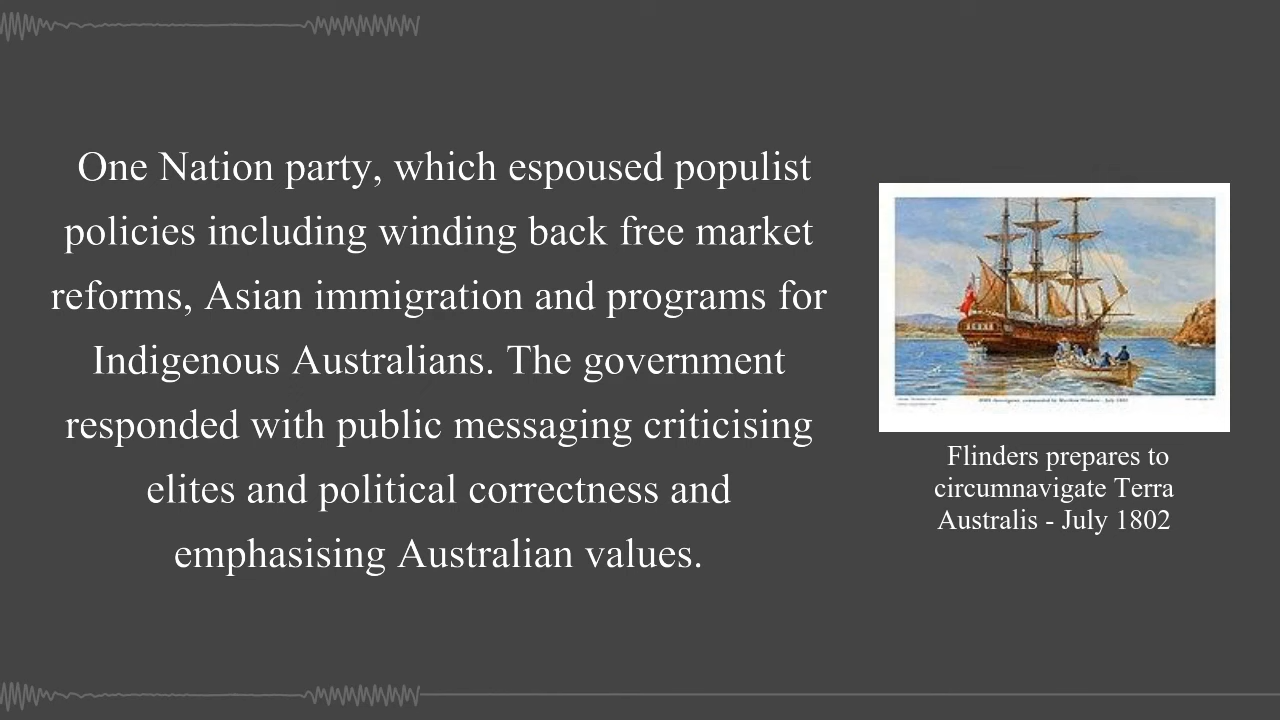 One Nation party, which espoused populist
policies including winding back free market
reforms, Asian immigration and programs for
Indigenous Australians. The government
responded with public messaging criticising
elites and political correctness and
emphasising Australian values.
Flinders prepares to
circumnavigate Terra
Australis - July 1802